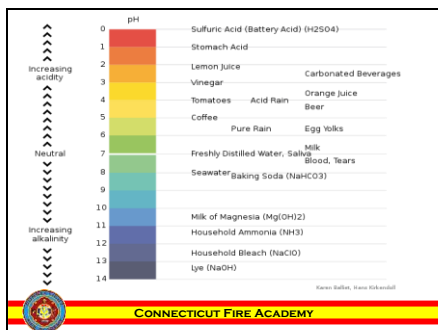 pH
0
Sulfuric Acid (Battery Acid) (H2SO4)
1
Stomach Acid
2
Lemon Juice
Increasing acidity
Carbonated Beverages
3
Vinegar
Orange Juice
4
Tomatoes Acid Rain
Beer
5
Coffee
Pure Rain Egg Yolks
6
Milk
Neutral
7
Freshly Distilled Water, Saliva
Blood, Tears
8
Seawater
Baking Soda (NaHCO3)
9
10
Milk of Magnesia (Mg(OH)2)
11
Increasing alkalinity
Household Ammonia (NH3)
12
Household Bleach (NaClO)
13
Lye (NaOH)
14
Karen Ballet, Hans Kirkendoll
CONNECTICUT FIRE ACADEMY